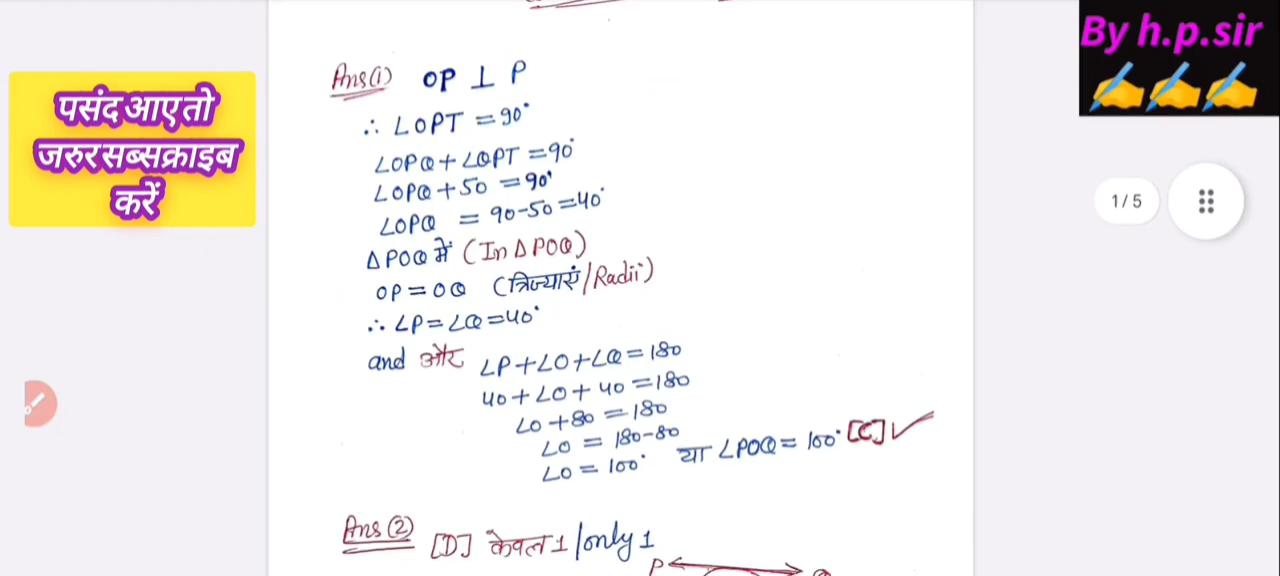 By h.p.sir
पसंद आए तो
जरुर सब्सक्राइब
करें
1/5
Ans(1) OP ⊥ P
∴ ∠OPT = 90°
∠OPQ + ∠QPT = 90°
∠OPQ + 50 = 90°
∠OPQ = 90-50 = 40°
Δ POQ में (In Δ POQ)
OP = OQ (त्रिज्याएं/Radii)
∴ ∠P = ∠Q = 40°
and और ∠P + ∠O + ∠Q = 180
40 + ∠O + 40 = 180
∠O + 80 = 180
∠O = 180-80
∠O = 100° या ∠POQ = 100° [C] ✓
Ans(2) [D] केवल 1/only 1
P